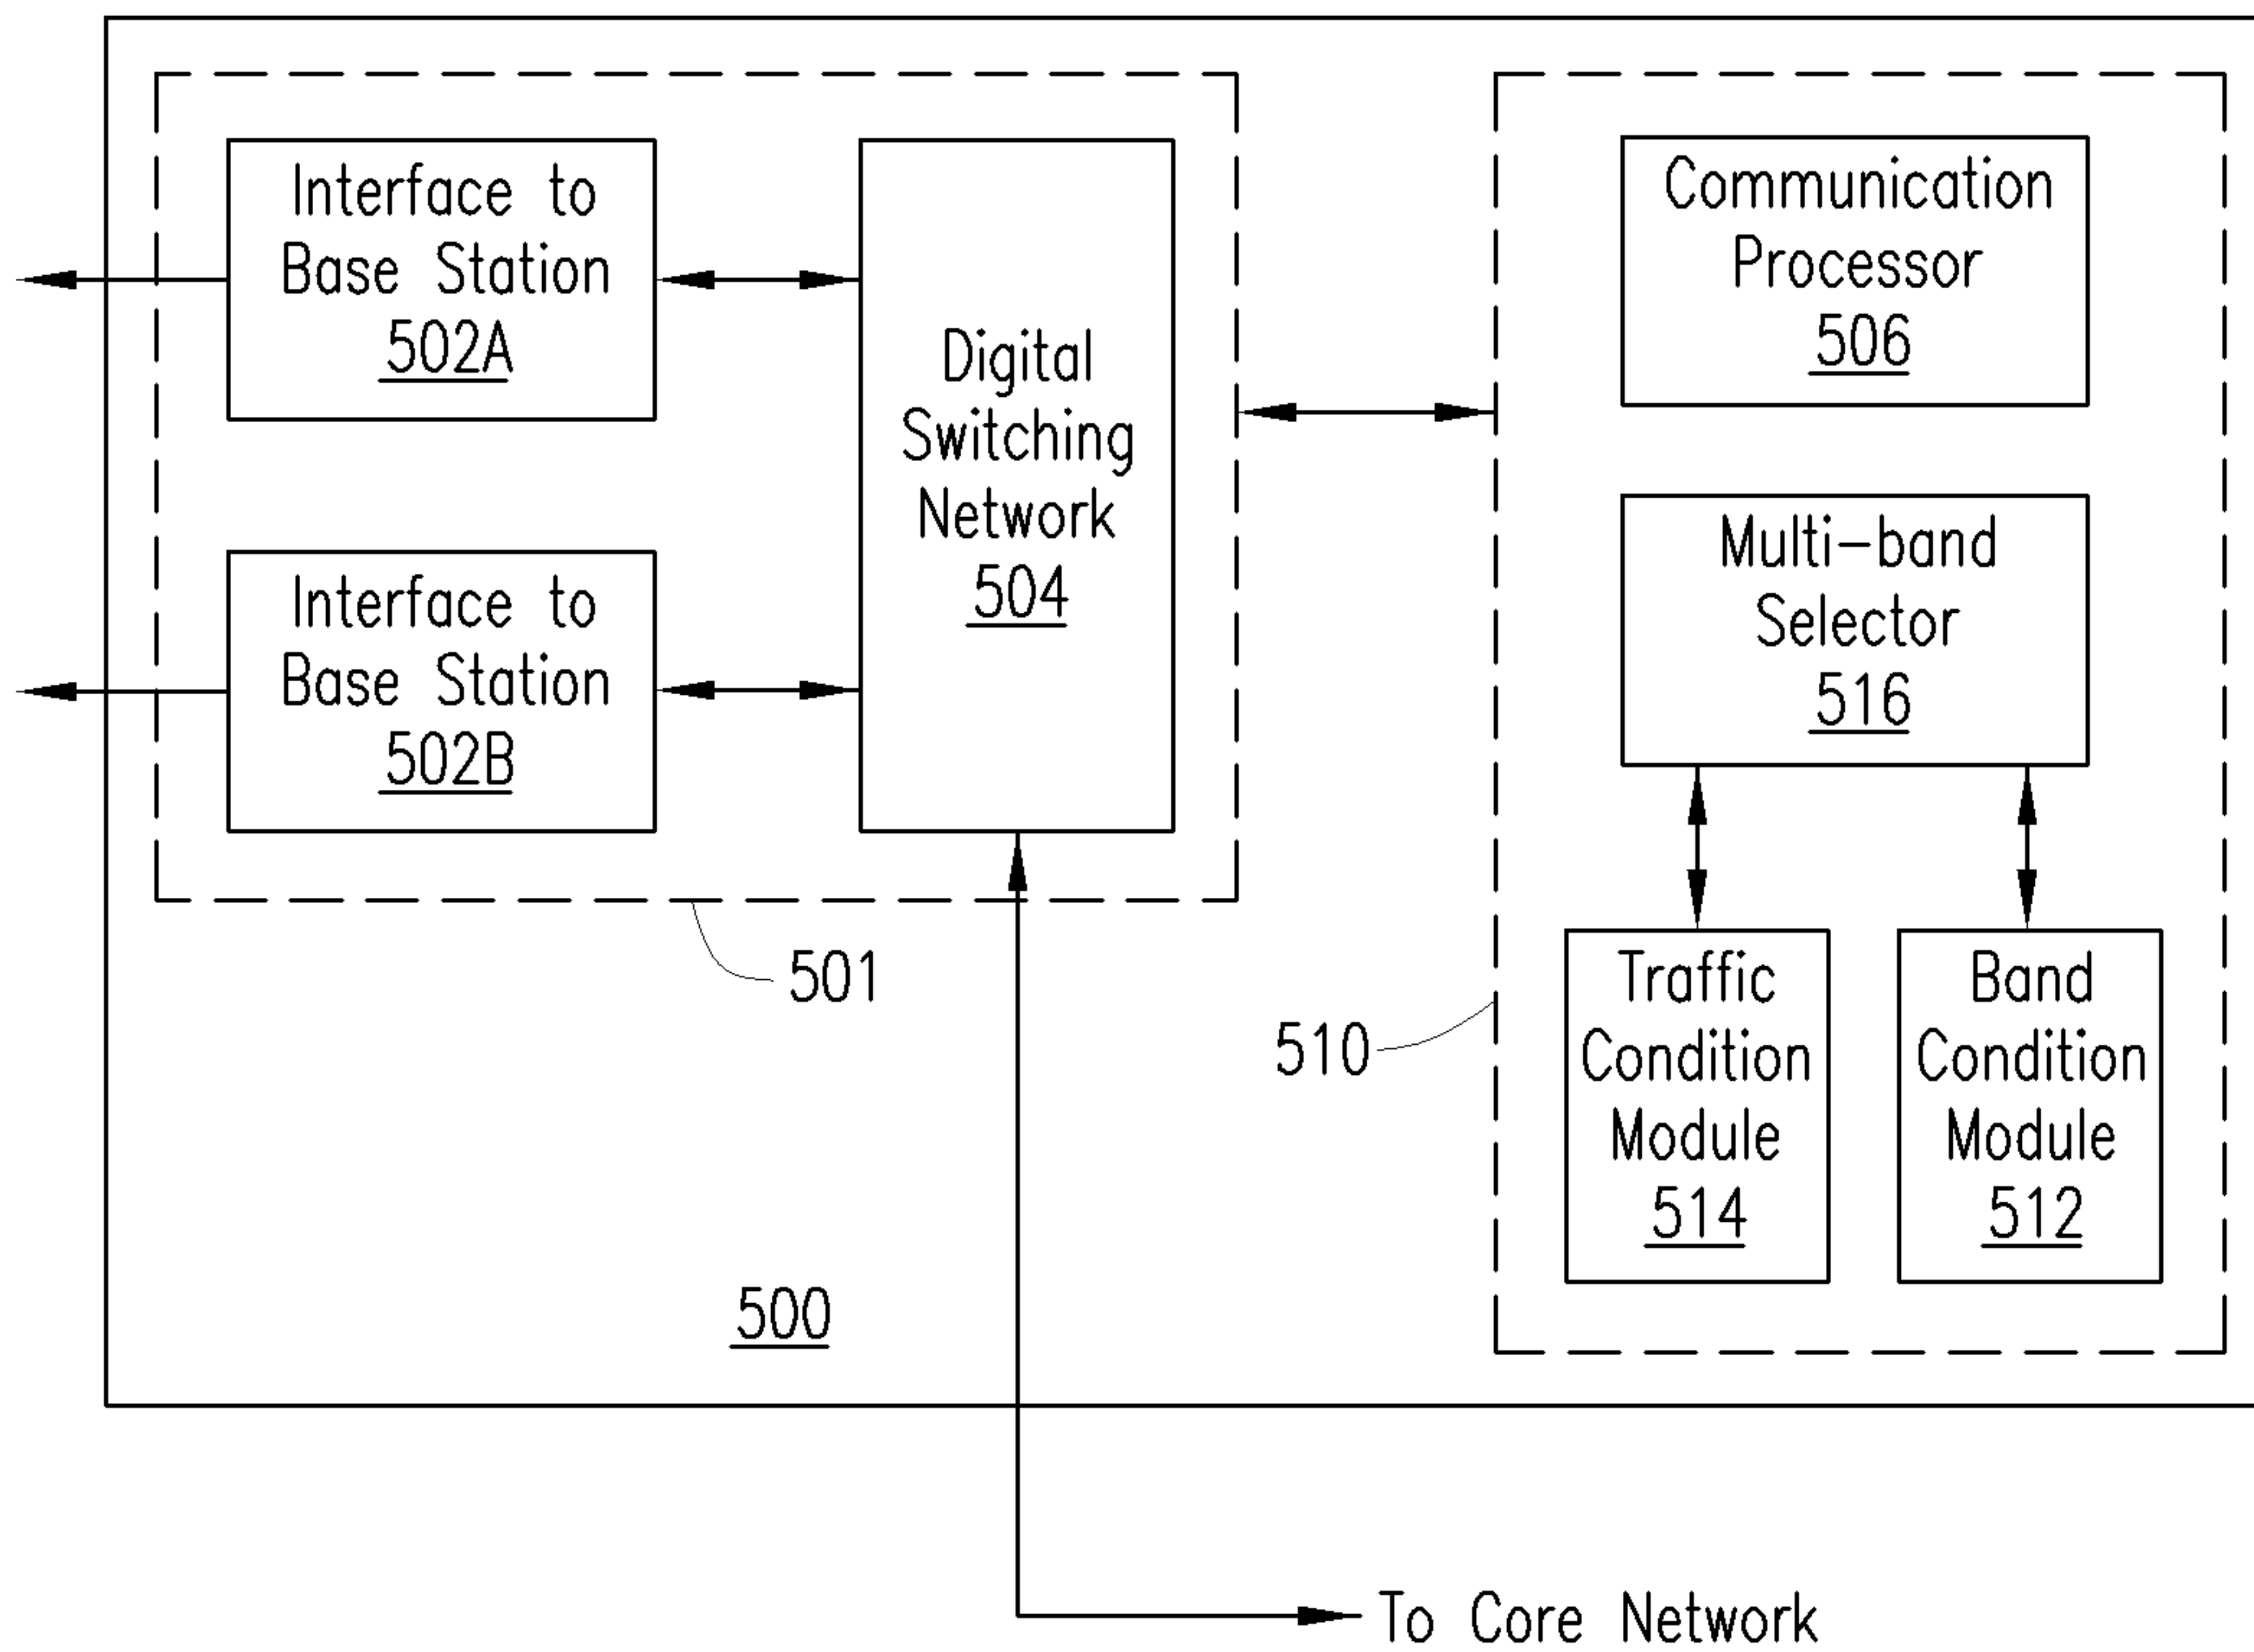 Interface to
Base Station
502A
Interface to
Base Station
502B
Digital
Switching
Network
504
501
Communication
Processor
506
Multi-band
Selector
516
Traffic
Condition
Module
514
Band
Condition
Module
512
510
500
To Core Network